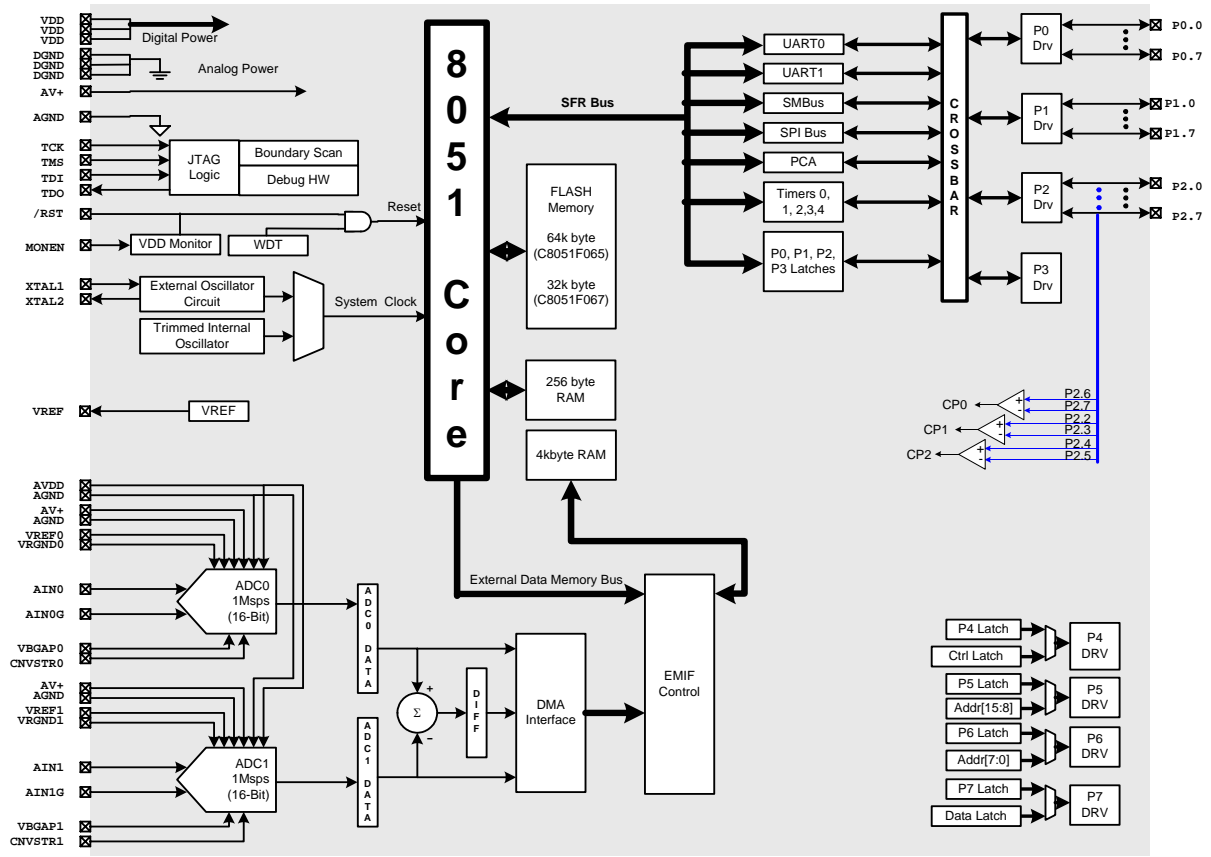 VDD
VDD
VDD
Digital Power
DGND
DGND
DGND
Analog Power
AV+
AGND
TCK
TMS
TDI
TDO
JTAG
Logic
Boundary Scan
Debug HW
/RST
Reset
MONEN
VDD Monitor
WDT
XTAL1
XTAL2
External Oscillator
Circuit
System Clock
Trimmed Internal
Oscillator
VREF
VREF
8051 Core
SFR Bus
FLASH
Memory
64k byte
(C8051F065)
32k byte
(C8051F067)
256 byte
RAM
4kbyte RAM
UART0
UART1
SMBus
SPI Bus
PCA
Timers 0,
1, 2,3,4
P0, P1, P2,
P3 Latches
CROSSBAR
P0
Drv
P0.0
P0.7
P1
Drv
P1.0
P1.7
P2
Drv
P2.0
P2.7
P3
Drv
CP0
+
-
P2.6
P2.7
CP1
+
-
P2.2
P2.3
CP2
+
-
P2.4
P2.5
AVDD
AGND
AV+
AGND
VREF0
VRGND0
AIN0
AIN0G
VBGAP0
CNVSTR0
ADC0
1Msps
(16-Bit)
ADC0 DATA
AV+
AGND
VREF1
VRGND1
AIN1
AIN1G
VBGAP1
CNVSTR1
ADC1
1Msps
(16-Bit)
ADC1 DATA
+
Σ
–
DIFF
DMA
Interface
External Data Memory Bus
EMIF
Control
P4 Latch
Ctrl Latch
P4
DRV
P5 Latch
Addr[15:8]
P5
DRV
P6 Latch
Addr[7:0]
P6
DRV
P7 Latch
Data Latch
P7
DRV